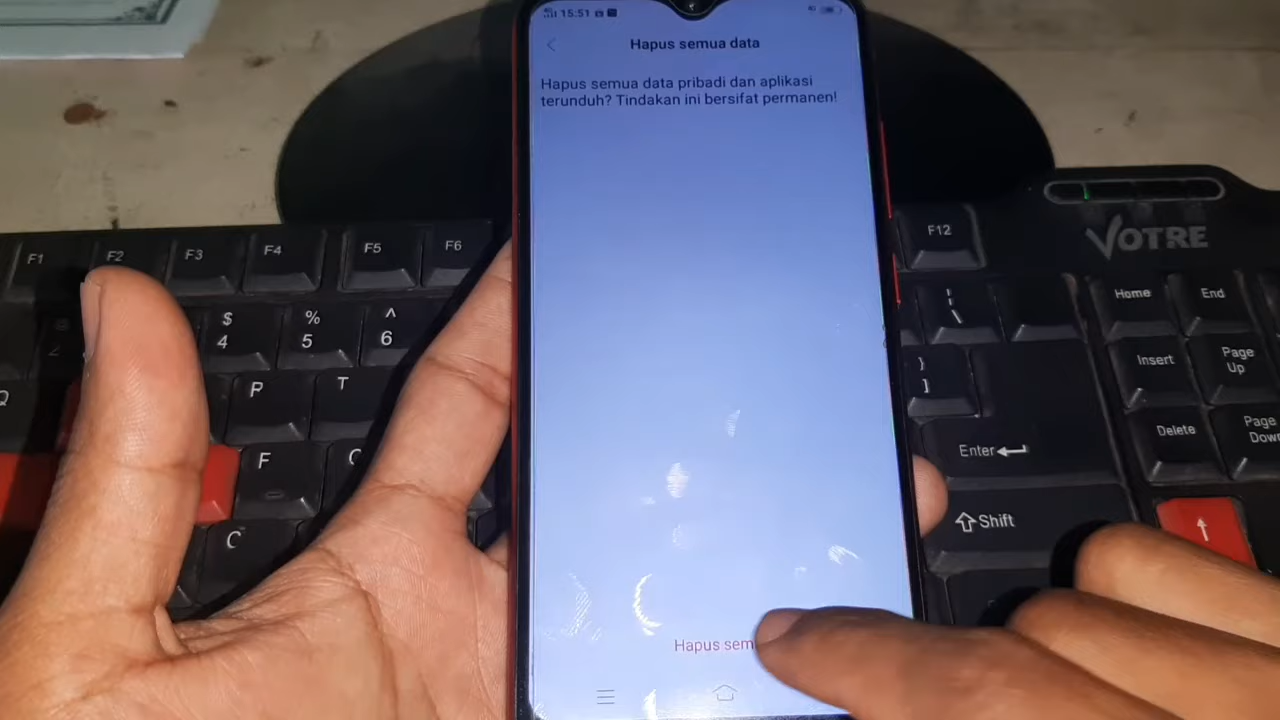 15:51
Hapus semua data
Hapus semua data pribadi dan aplikasi
terunduh? Tindakan ini bersifat permanen!
Hapus sem
VOTRE
F1
F2
F3
F4
F5
F6
F12
$
4
%
5
^
6
Q
P
T
F
C
Home
End
Insert
Page
Up
Delete
Page
Down
}
]
Enter
Shift